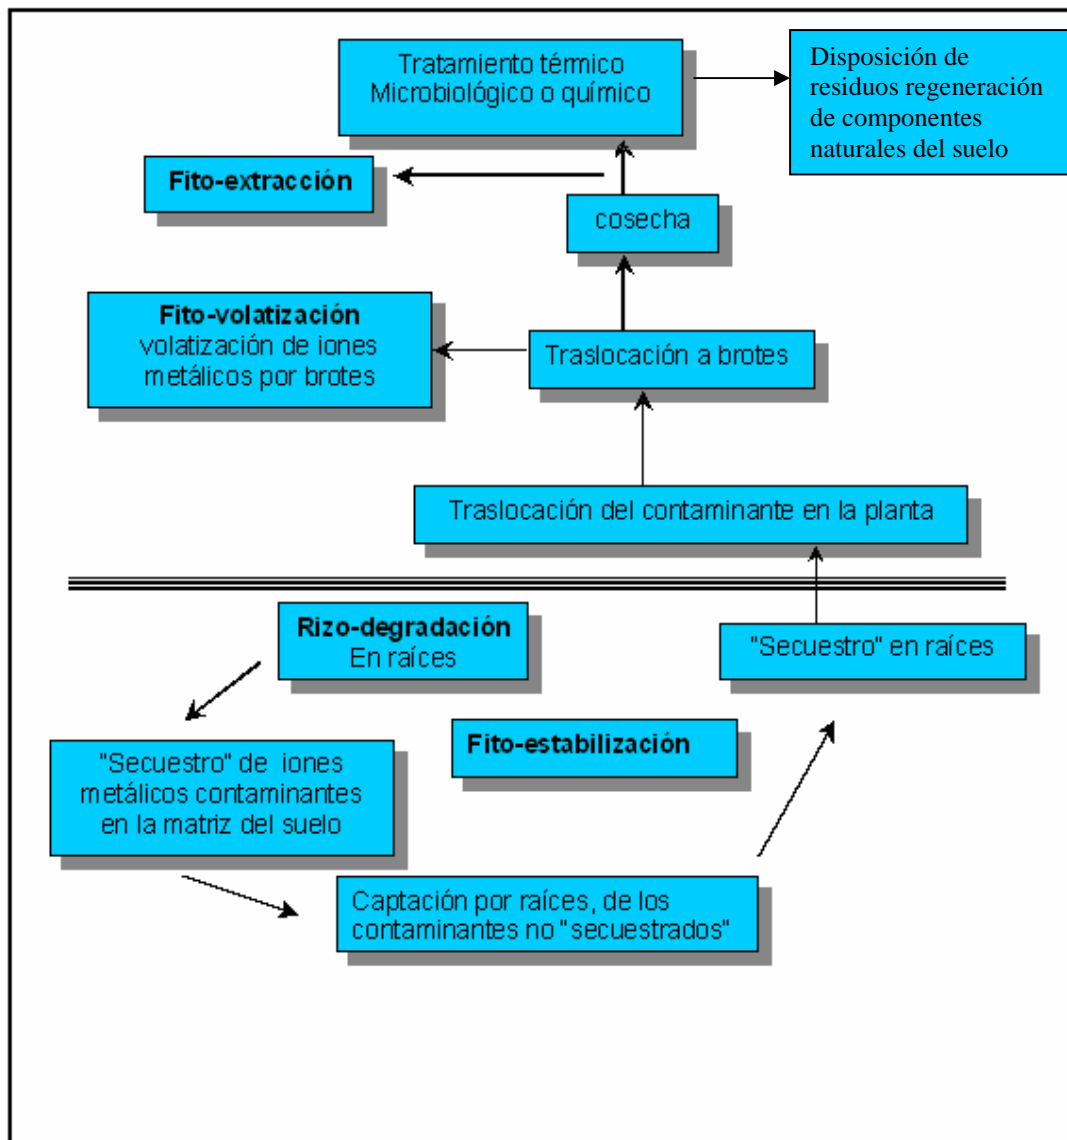 Tratamiento térmico
Microbiológico o químico
Disposición de
residuos regeneración
de componentes
naturales del suelo
Fito-extracción
cosecha
Fito-volatización
volatización de iones
metálicos por brotes
Traslocación a brotes
Traslocación del contaminante en la planta
Rizo-degradación
En raíces
"Secuestro" en raíces
Fito-estabilización
"Secuestro" de iones
metálicos contaminantes
en la matriz del suelo
Captación por raíces, de los
contaminantes no "secuestrados"